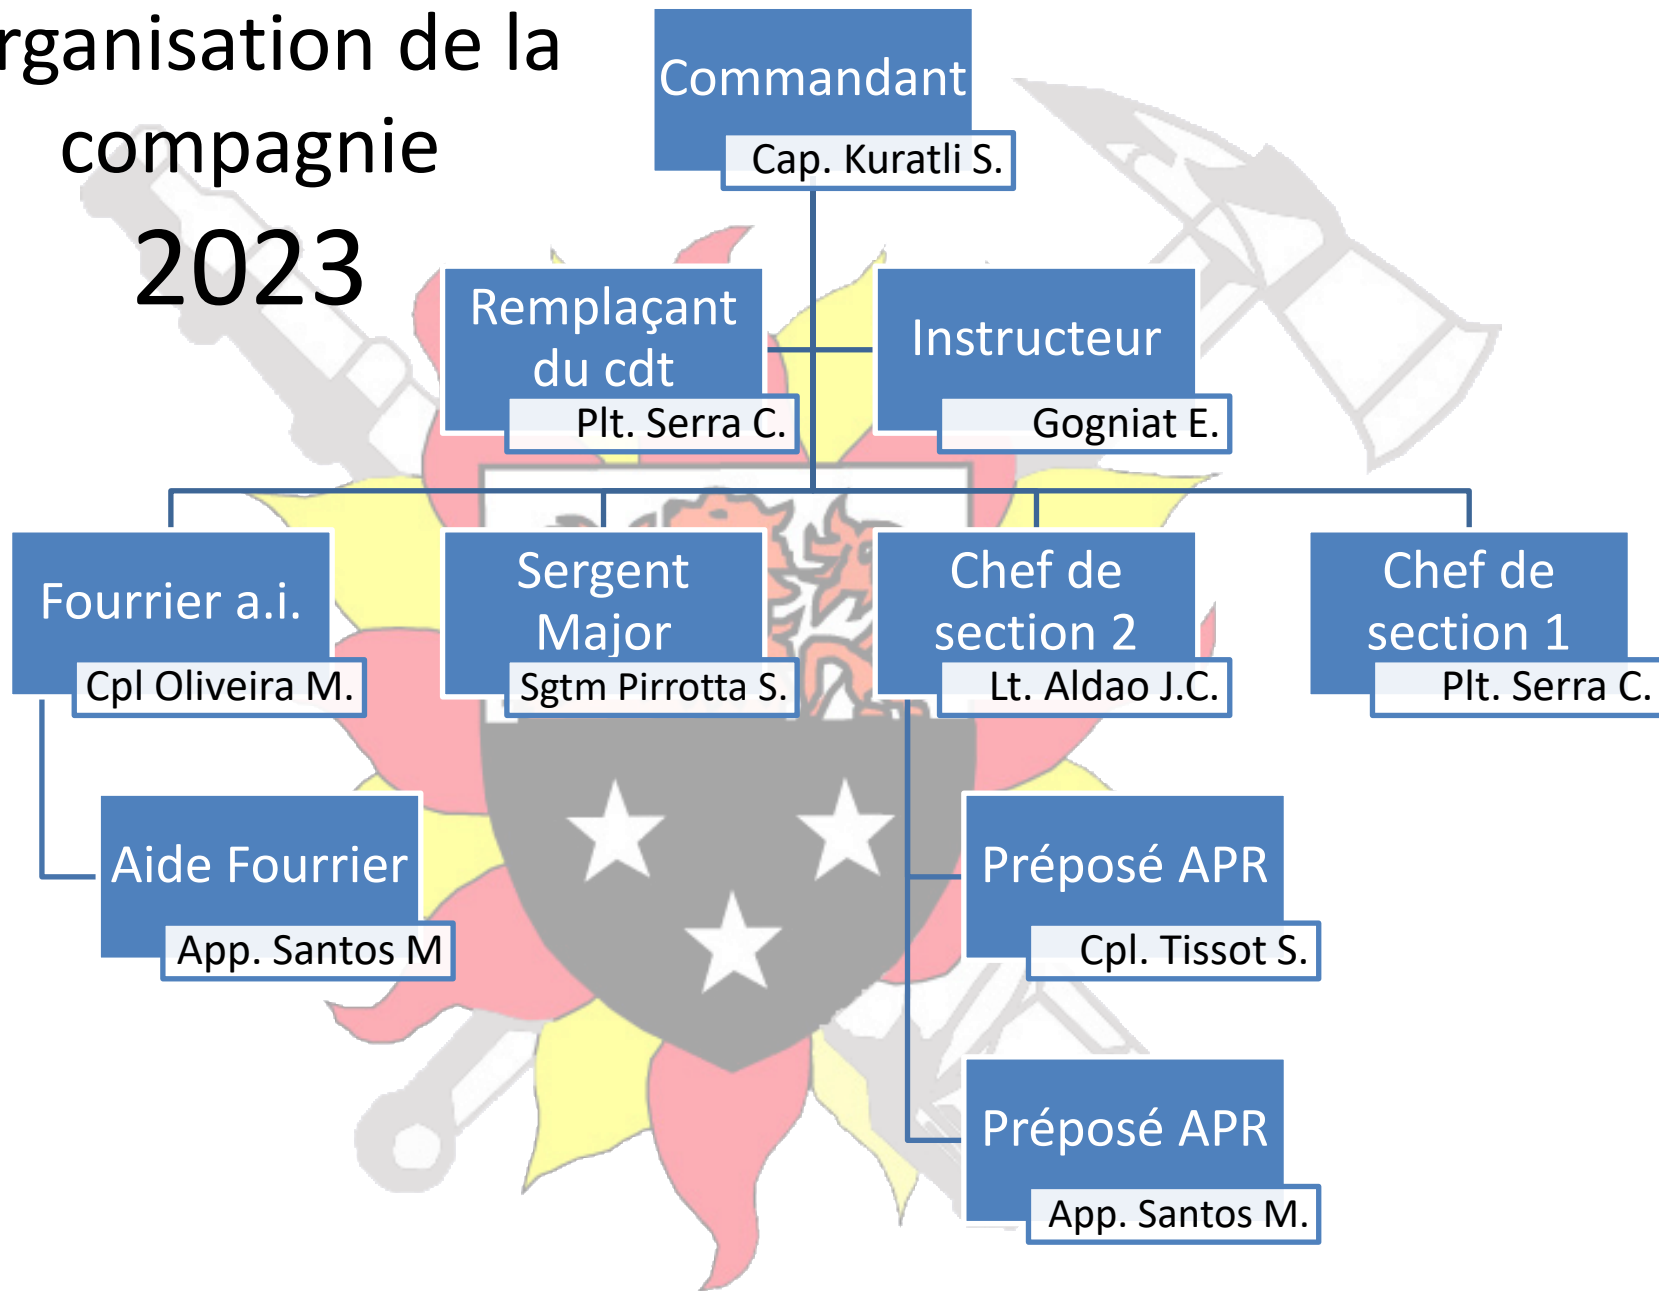 rganisation de la
compagnie
2023
Commandant
Cap. Kuratli S.
Remplaçant
du cdt
Plt. Serra C.
Instructeur
Gogniat E.
Fourrier a.i.
Cpl Oliveira M.
Sergent
Major
Sgtm Pirrotta S.
Chef de
section 2
Lt. Aldao J.C.
Chef de
section 1
Plt. Serra C.
Aide Fourrier
App. Santos M
Préposé APR
Cpl. Tissot S.
Préposé APR
App. Santos M.